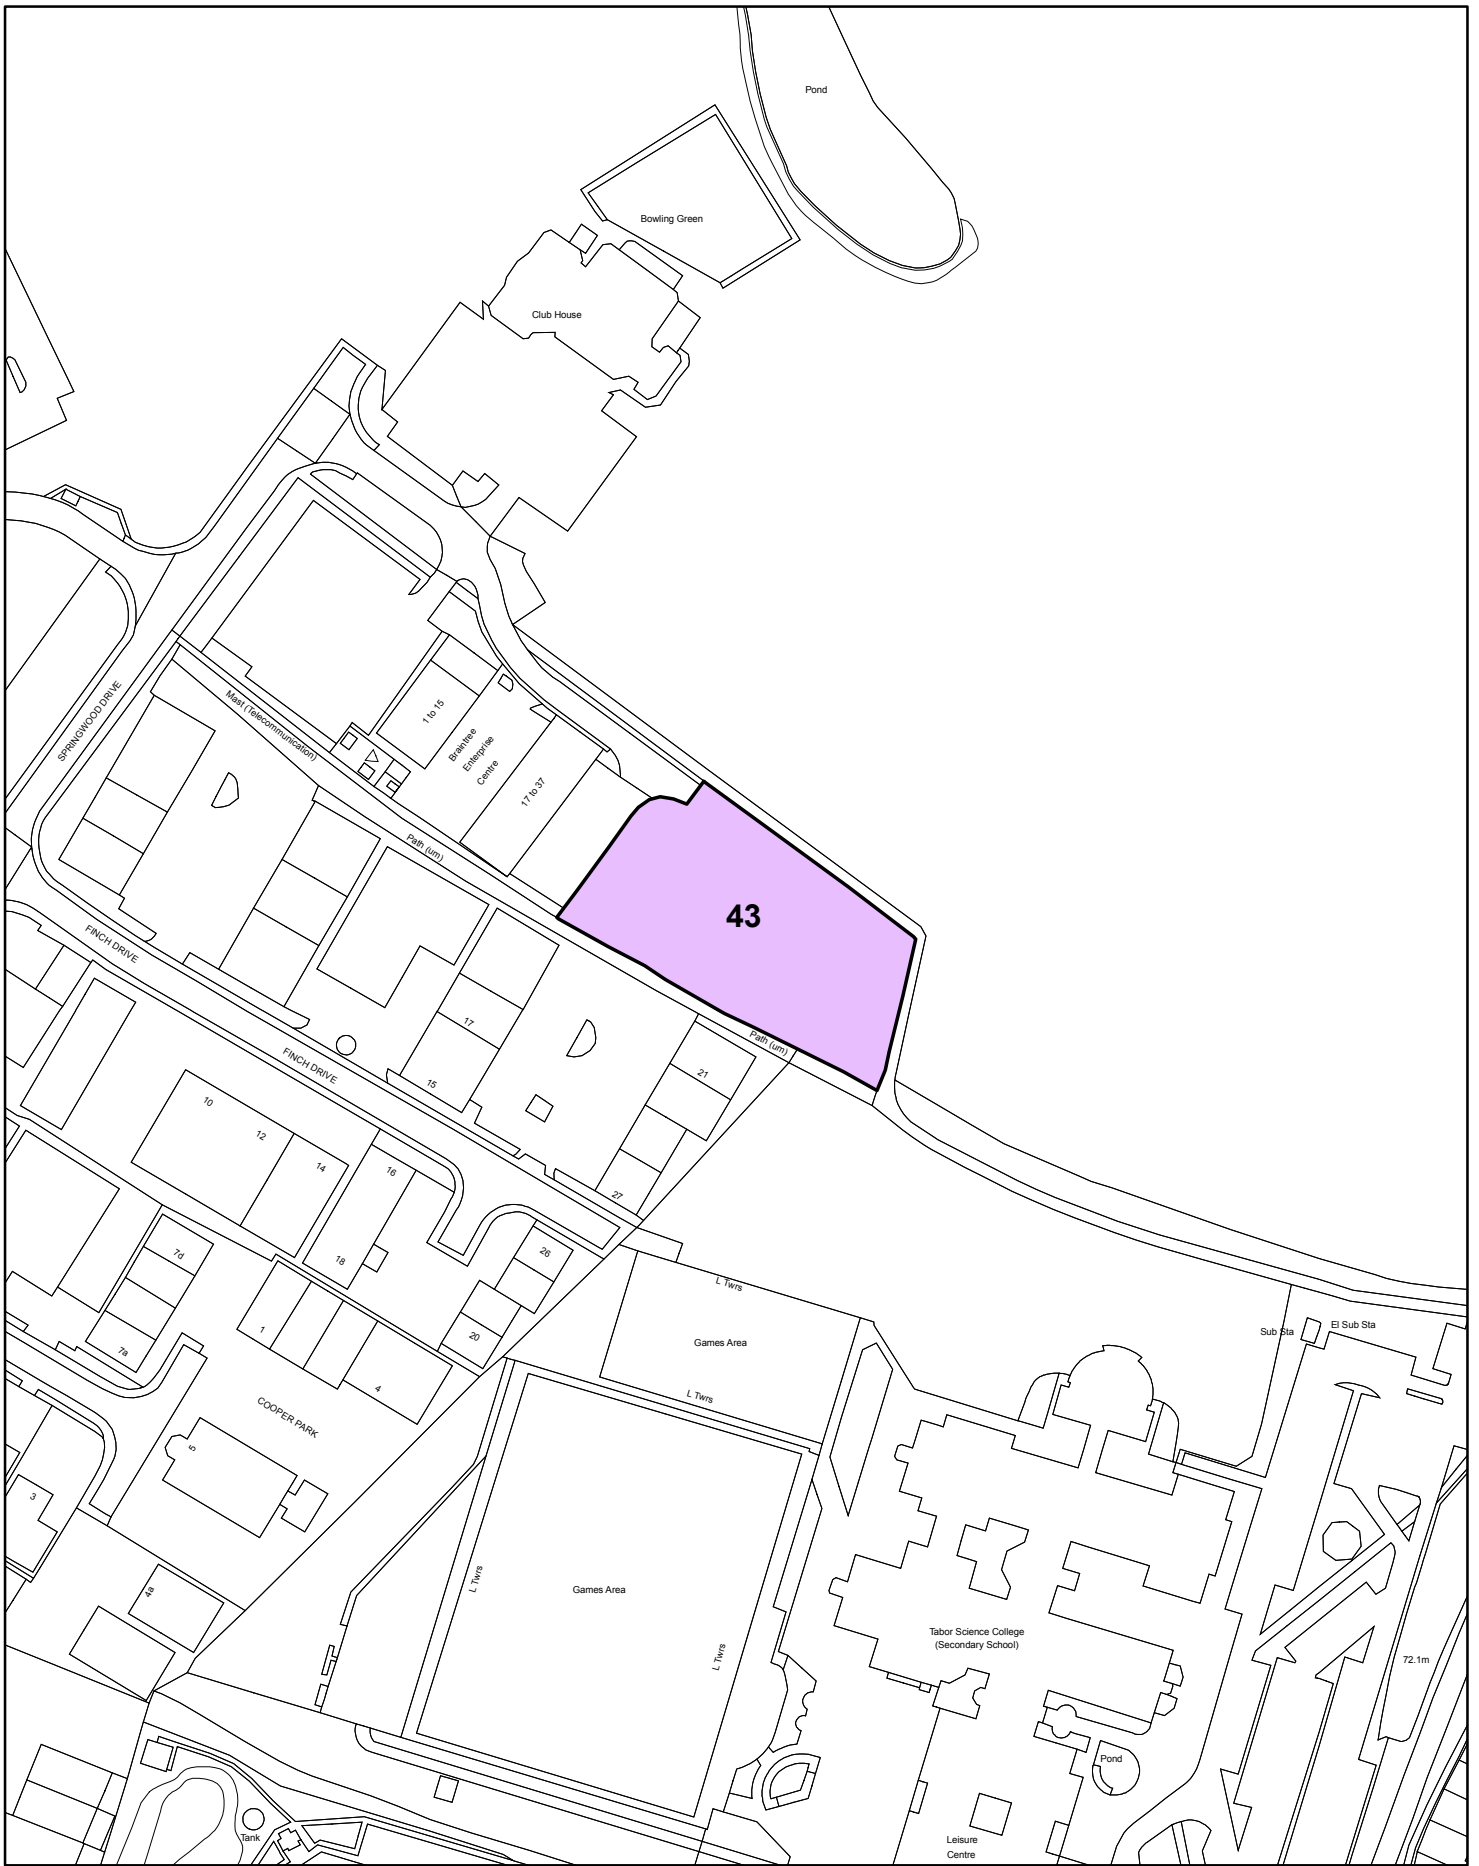 Pond
Bowling Green
Club House
SPRINGWOOD DRIVE
Mast (Telecommunication)
1 to 15
Braintree
Enterprise
Centre
17 to 37
Path (um)
43
FINCH DRIVE
17
Path (um)
FINCH DRIVE
15
21
10
12
14
16
27
7d
18
26
L Twrs
1
20
7a
Games Area
Sub Sta
El Sub Sta
4
L Twrs
COOPER PARK
5
3
L Twrs
4a
Games Area
Tabor Science College
(Secondary School)
L Twrs
72.1m
Pond
Tank
Leisure
Centre